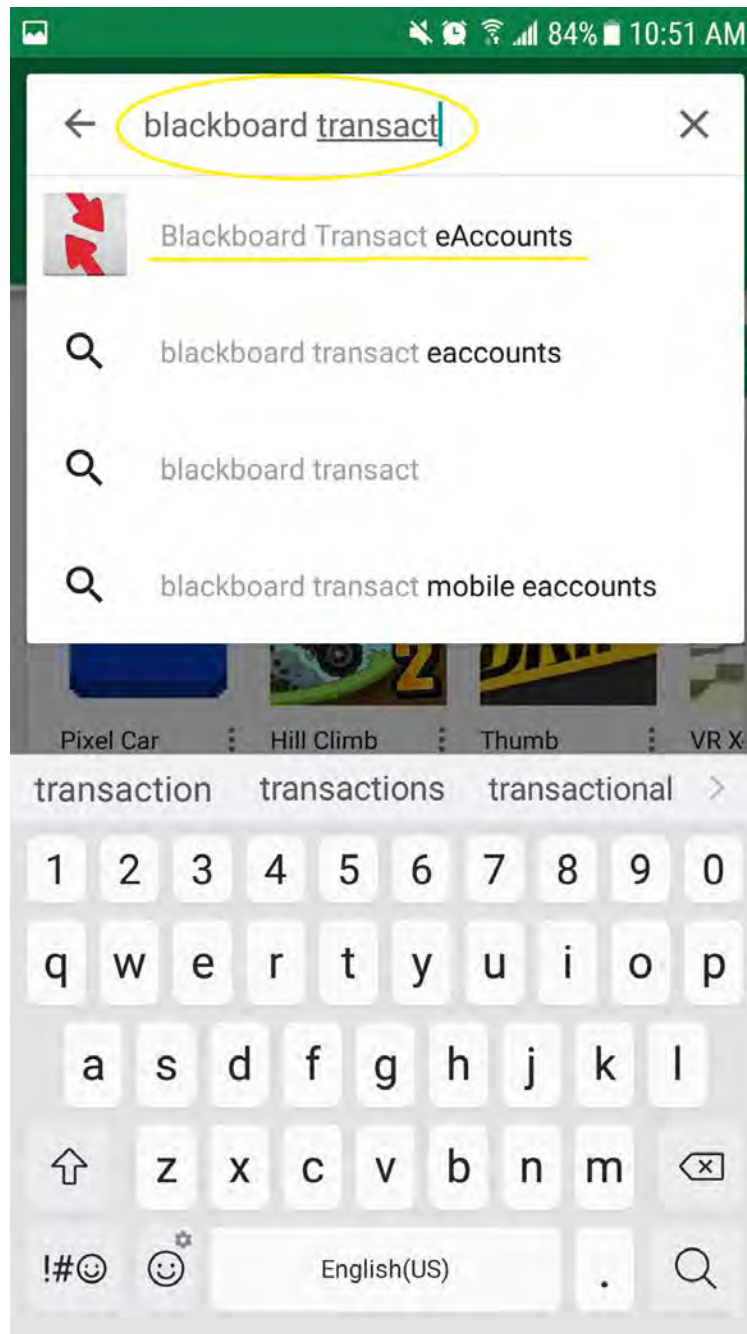 84% 10:51 AM
blackboard transact
Blackboard Transact eAccounts
blackboard transact eaccounts
blackboard transact
blackboard transact mobile eaccounts
2
Pixel Car Hill Climb Thumb VR X
transaction transactions transactional
1 2 3 4 5 6 7 8 9 0
q w e r t y u i o p
a s d f g h j k l
z x c v b n m
!#☺ English(US) .